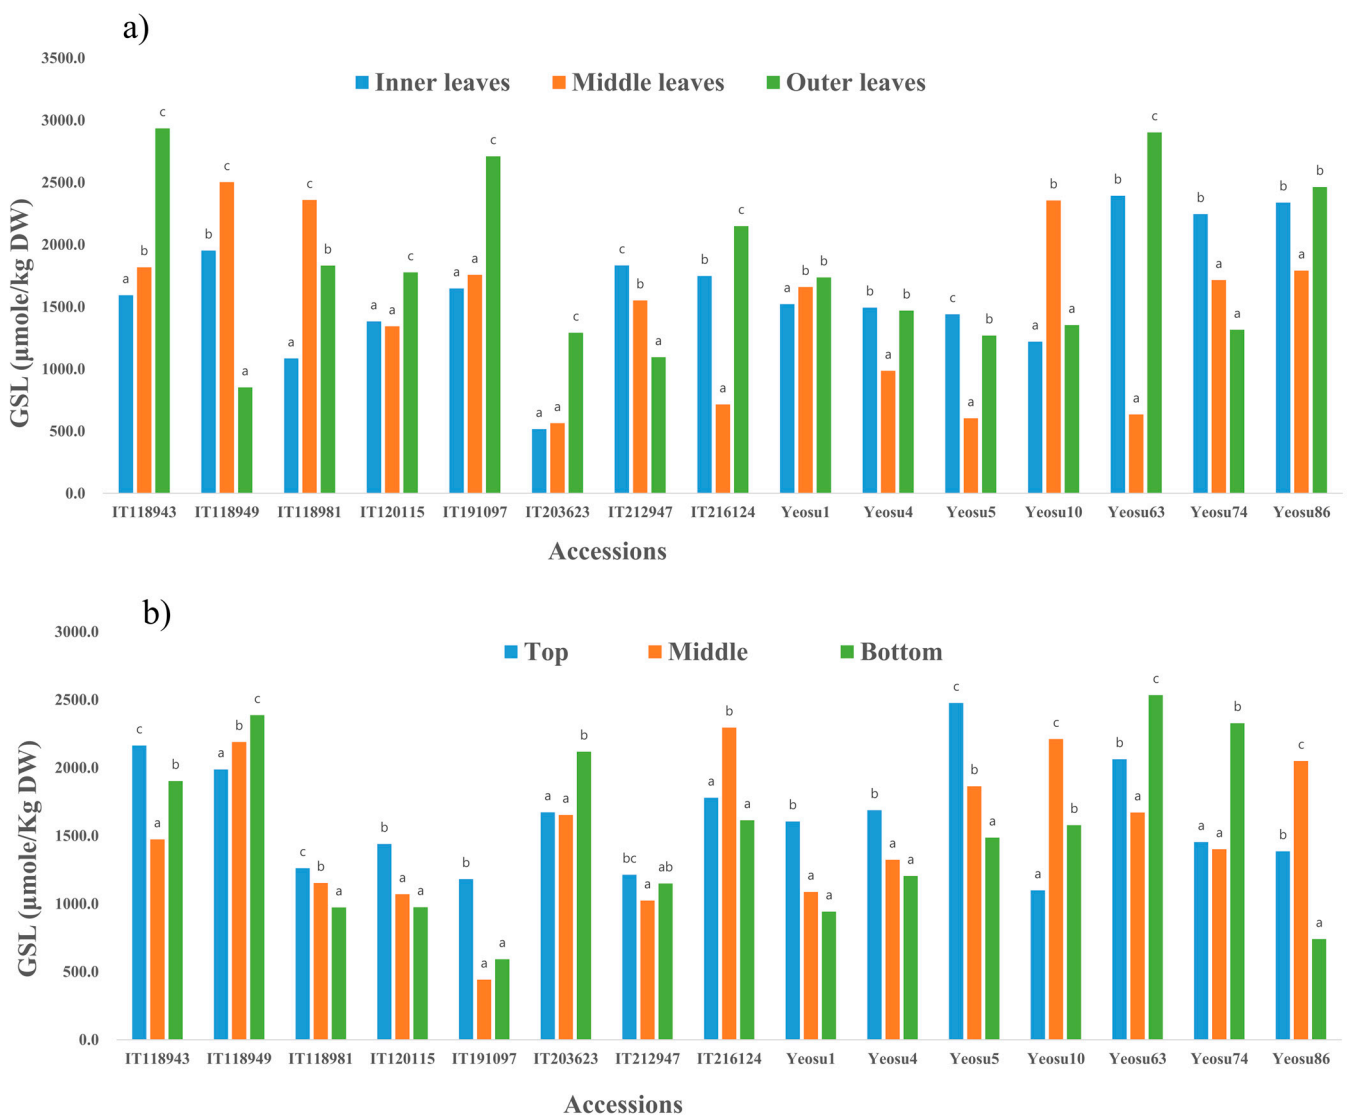 a)
3500.0
Inner leaves Middle leaves Outer leaves
3000.0
2500.0
2000.0
1500.0
1000.0
500.0
0.0
GSL (µmole/kg DW)
a b c b c a a c b a a c a a c a a c c b a b a c a b b b a b c a b a b a b a c b a a b a b
IT118943 IT118949 IT118981 IT120115 IT191097 IT203623 IT212947 IT216124 Yeosu1 Yeosu4 Yeosu5 Yeosu10 Yeosu63 Yeosu74 Yeosu86
Accessions
b)
3000.0
Top Middle Bottom
2500.0
2000.0
1500.0
1000.0
500.0
0.0
GSL (µmole/Kg DW)
c a b a b c c b a b a a b a a a a b bc a ab a b a b a a b a a c b a a c b b a c a a b b c a
IT118943 IT118949 IT118981 IT120115 IT191097 IT203623 IT212947 IT216124 Yeosu1 Yeosu4 Yeosu5 Yeosu10 Yeosu63 Yeosu74 Yeosu86
Accessions